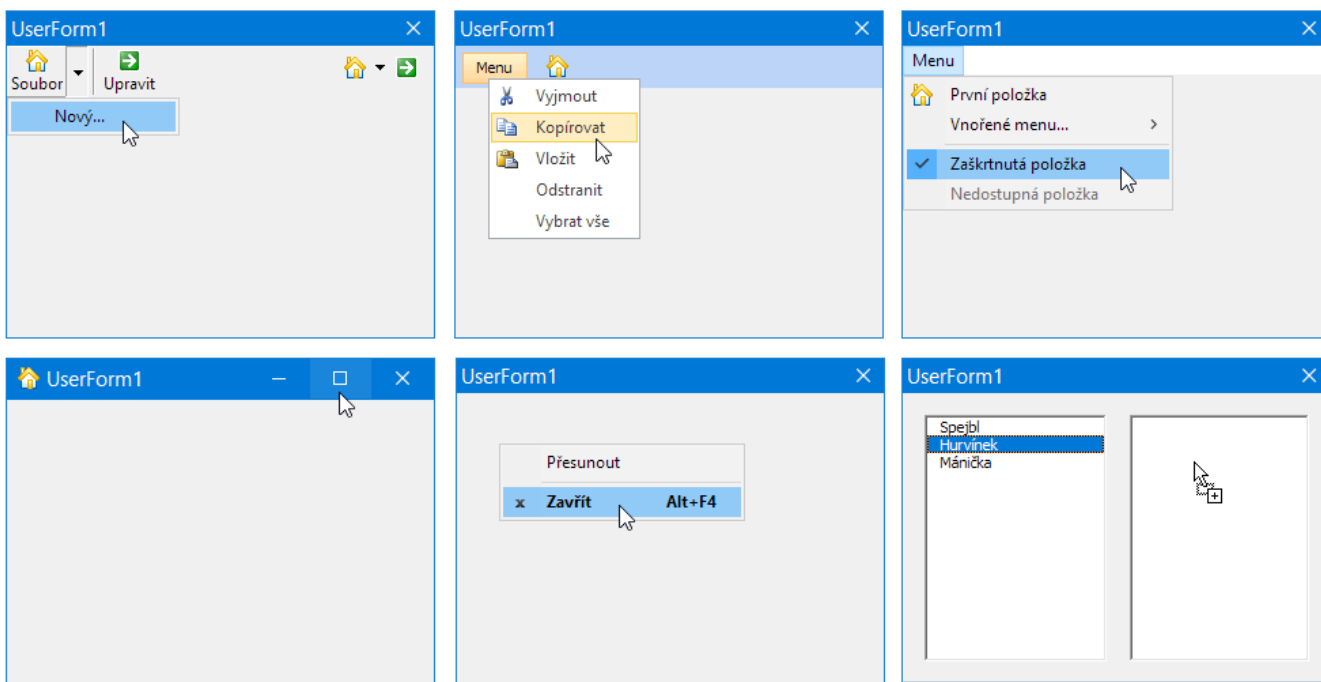 UserForm1
Soubor
Upravit
Nový...
UserForm1
Menu
Vyjmout
Kopírovat
Vložit
Odstranit
Vybrat vše
UserForm1
Menu
První položka
Vnořené menu...
Zaškrtnutá položka
Nedostupná položka
UserForm1
UserForm1
Přesunout
x Zavřít Alt+F4
UserForm1
Spejbl
Hurvínek
Mánička